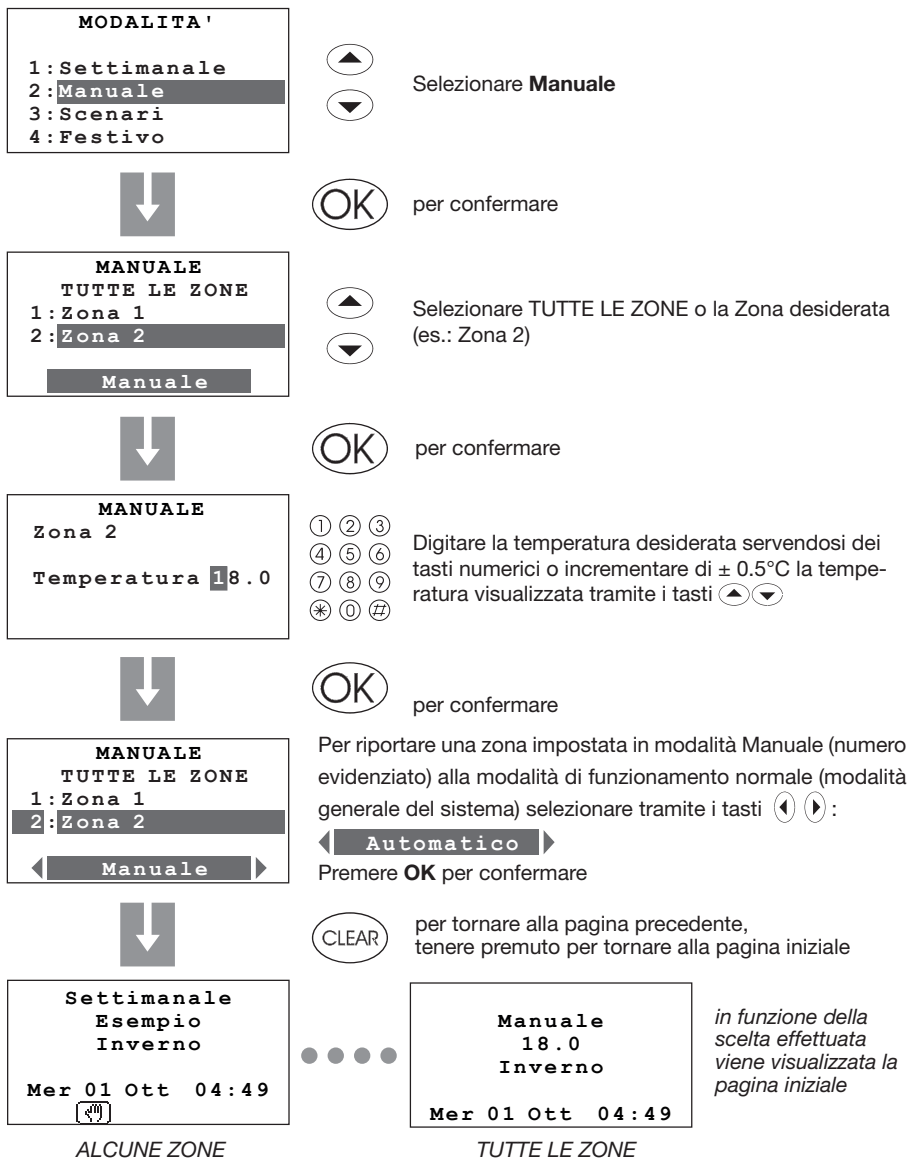 MODALITA'
1:Settimanale
2:Manuale
3:Scenari
4:Festivo
Selezionare Manuale
OK
per confermare
MANUALE
TUTTE LE ZONE
1:Zona 1
2:Zona 2
Manuale
Selezionare TUTTE LE ZONE o la Zona desiderata
(es.: Zona 2)
OK
per confermare
MANUALE
Zona 2
Temperatura 18.0
1 2 3
4 5 6
7 8 9
* 0 #
Digitare la temperatura desiderata servendosi dei
tasti numerici o incrementare di ± 0.5°C la tempe-
ratura visualizzata tramite i tasti
OK
per confermare
MANUALE
TUTTE LE ZONE
1:Zona 1
2:Zona 2
Manuale
Per riportare una zona impostata in modalità Manuale (numero
evidenziato) alla modalità di funzionamento normale (modalità
generale del sistema) selezionare tramite i tasti :
Automatico
Premere OK per confermare
CLEAR
per tornare alla pagina precedente,
tenere premuto per tornare alla pagina iniziale
Settimanale
Esempio
Inverno
Mer 01 Ott 04:49
ALCUNE ZONE
Manuale
18.0
Inverno
Mer 01 Ott 04:49
TUTTE LE ZONE
in funzione della
scelta effettuata
viene visualizzata la
pagina iniziale